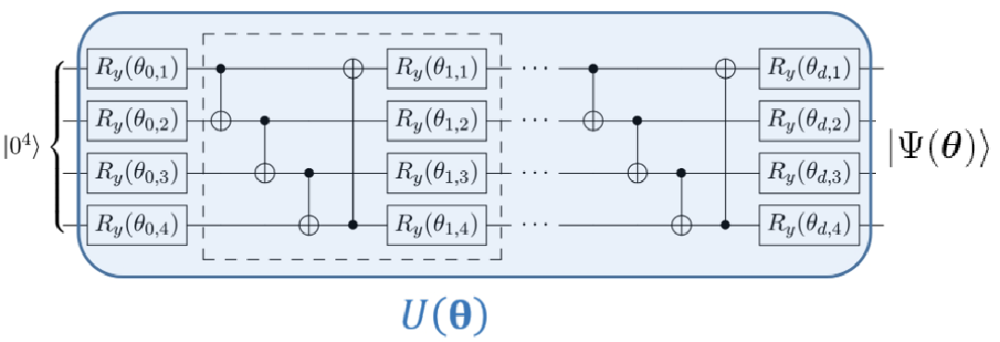 R_y(θ_{0,1}) R_y(θ_{1,1}) ··· R_y(θ_{d,1})
R_y(θ_{0,2}) R_y(θ_{1,2}) R_y(θ_{d,2})
|0⁴⟩ |Ψ(θ)⟩
R_y(θ_{0,3}) R_y(θ_{1,3}) ··· R_y(θ_{d,3})
R_y(θ_{0,4}) R_y(θ_{1,4}) ··· R_y(θ_{d,4})
U(θ)